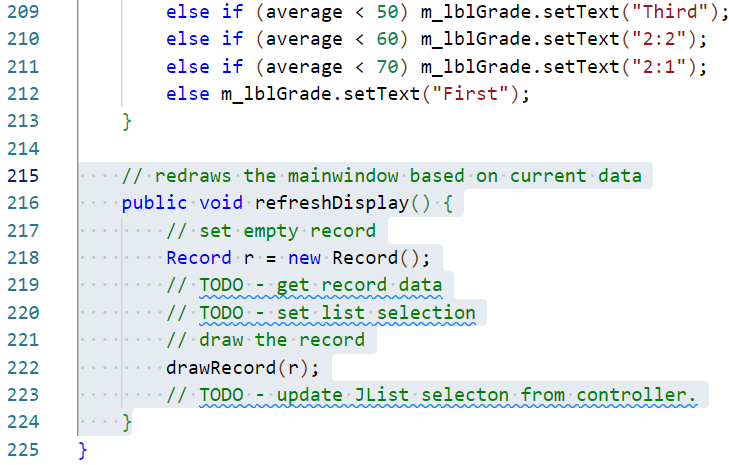 209 else if (average < 50) m_lblGrade.setText("Third");
210 else if (average < 60) m_lblGrade.setText("2:2");
211 else if (average < 70) m_lblGrade.setText("2:1");
212 else m_lblGrade.setText("First");
213 }
214
215 // redraws the mainwindow based on current data
216 public void refreshDisplay() {
217 // set empty record
218 Record r = new Record();
219 // TODO - get record data
220 // TODO - set list selection
221 // draw the record
222 drawRecord(r);
223 // TODO - update JList selecton from controller.
224 }
225 }